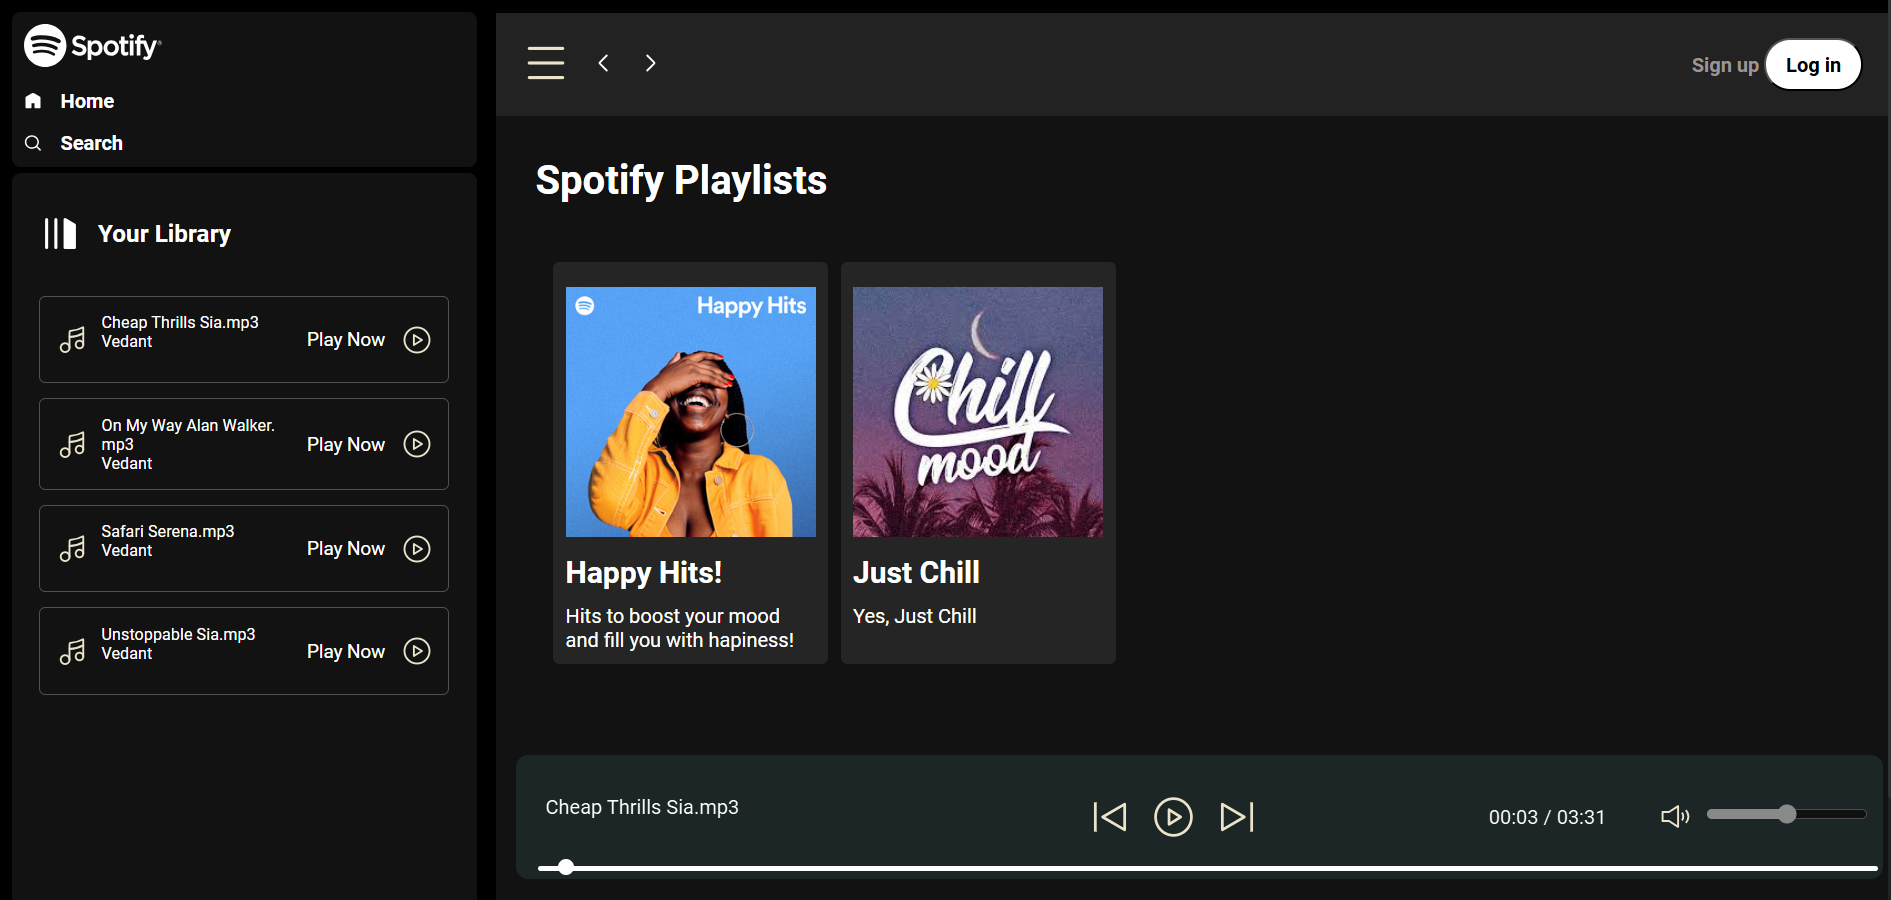 Spotify
Home
Search
Your Library
Cheap Thrills Sia.mp3
Vedant
Play Now
On My Way Alan Walker.
mp3
Vedant
Play Now
Safari Serena.mp3
Vedant
Play Now
Unstoppable Sia.mp3
Vedant
Play Now
Sign up
Log in
Spotify Playlists
Happy Hits
Happy Hits!
Hits to boost your mood
and fill you with hapiness!
Chill
mood
Just Chill
Yes, Just Chill
Cheap Thrills Sia.mp3
00:03 / 03:31